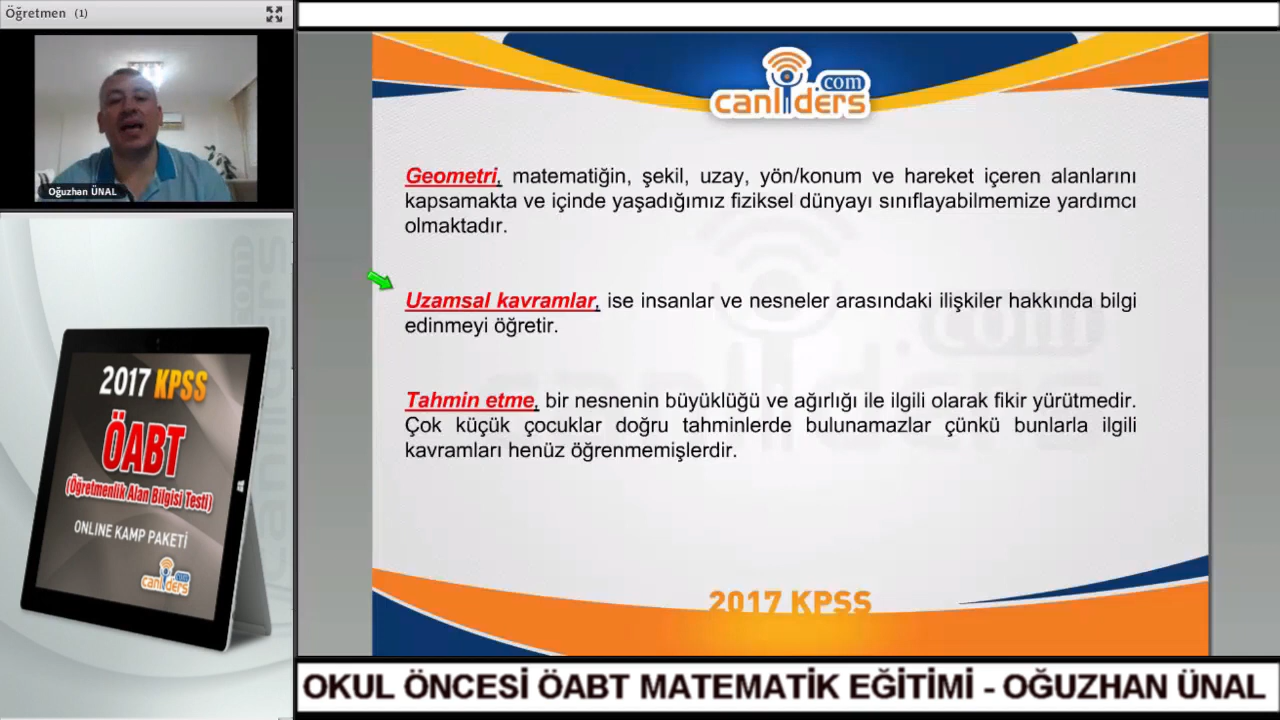 Öğretmen (1)
Oğuzhan ÜNAL
2017 KPSS
ÖABT
(Öğretmenlik Alan Bilgisi Testi)
ONLINE KAMP PAKETİ
canlıders.com
canlıders.com
Geometri, matematiğin, şekil, uzay, yön/konum ve hareket içeren alanlarını
kapsamakta ve içinde yaşadığımız fiziksel dünyayı sınıflayabilmemize yardımcı
olmaktadır.
Uzamsal kavramlar, ise insanlar ve nesneler arasındaki ilişkiler hakkında bilgi
edinmeyi öğretir.
Tahmin etme, bir nesnenin büyüklüğü ve ağırlığı ile ilgili olarak fikir yürütmedir.
Çok küçük çocuklar doğru tahminlerde bulunamazlar çünkü bunlarla ilgili
kavramları henüz öğrenmemişlerdir.
2017 KPSS
OKUL ÖNCESİ ÖABT MATEMATİK EĞİTİMİ - OĞUZHAN ÜNAL